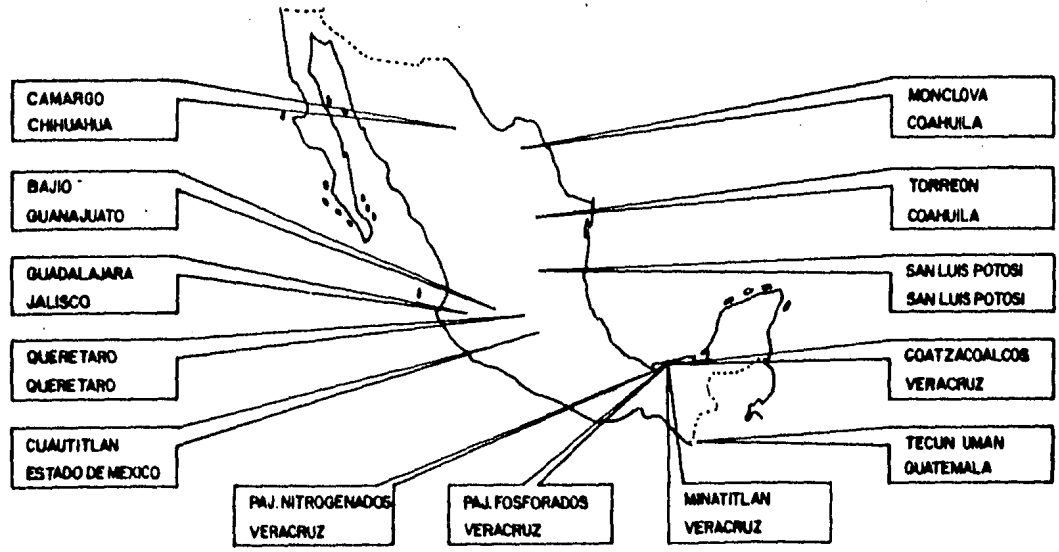 CAMARGO
CHIHUAHUA
BAJIO
GUANAJUATO
GUADALAJARA
JALISCO
QUERETARO
QUERETARO
CUAUTITLAN
ESTADO DE MEXICO
PAJ. NITROGENADOS
VERACRUZ
PAJ. FOSFORADOS
VERACRUZ
MINATITLAN
VERACRUZ
MONCLOVA
COAHUILA
TORREON
COAHUILA
SAN LUIS POTOSI
SAN LUIS POTOSI
COATZACOALCOS
VERACRUZ
TECUN UMAN
GUATEMALA